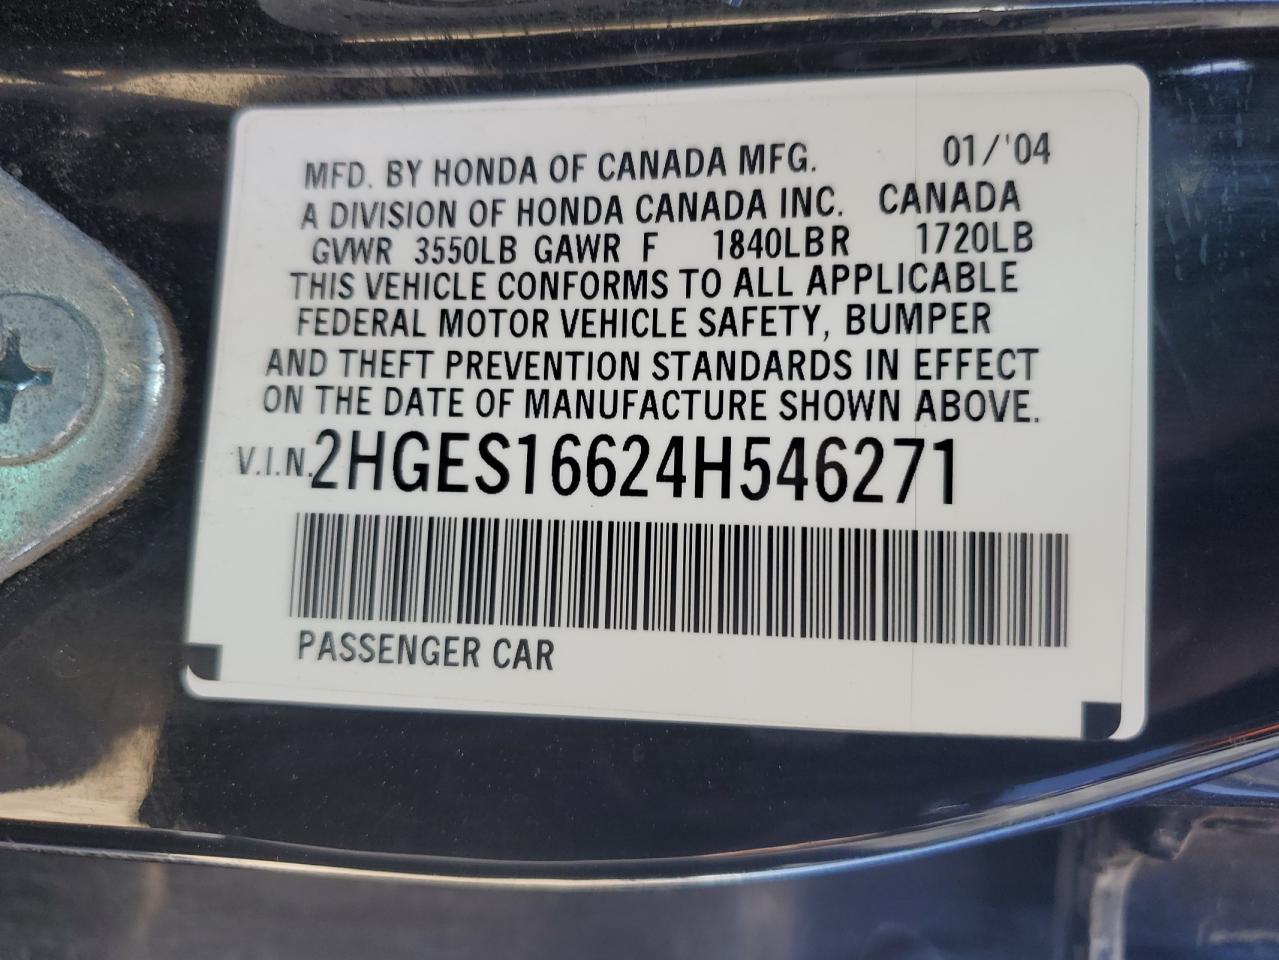 MFD. BY HONDA OF CANADA MFG. 01/'04
A DIVISION OF HONDA CANADA INC. CANADA
GVWR 3550LB GAWR F 1840LBR 1720LB
THIS VEHICLE CONFORMS TO ALL APPLICABLE
FEDERAL MOTOR VEHICLE SAFETY, BUMPER
AND THEFT PREVENTION STANDARDS IN EFFECT
ON THE DATE OF MANUFACTURE SHOWN ABOVE.
V.I.N. 2HGES16624H546271
PASSENGER CAR